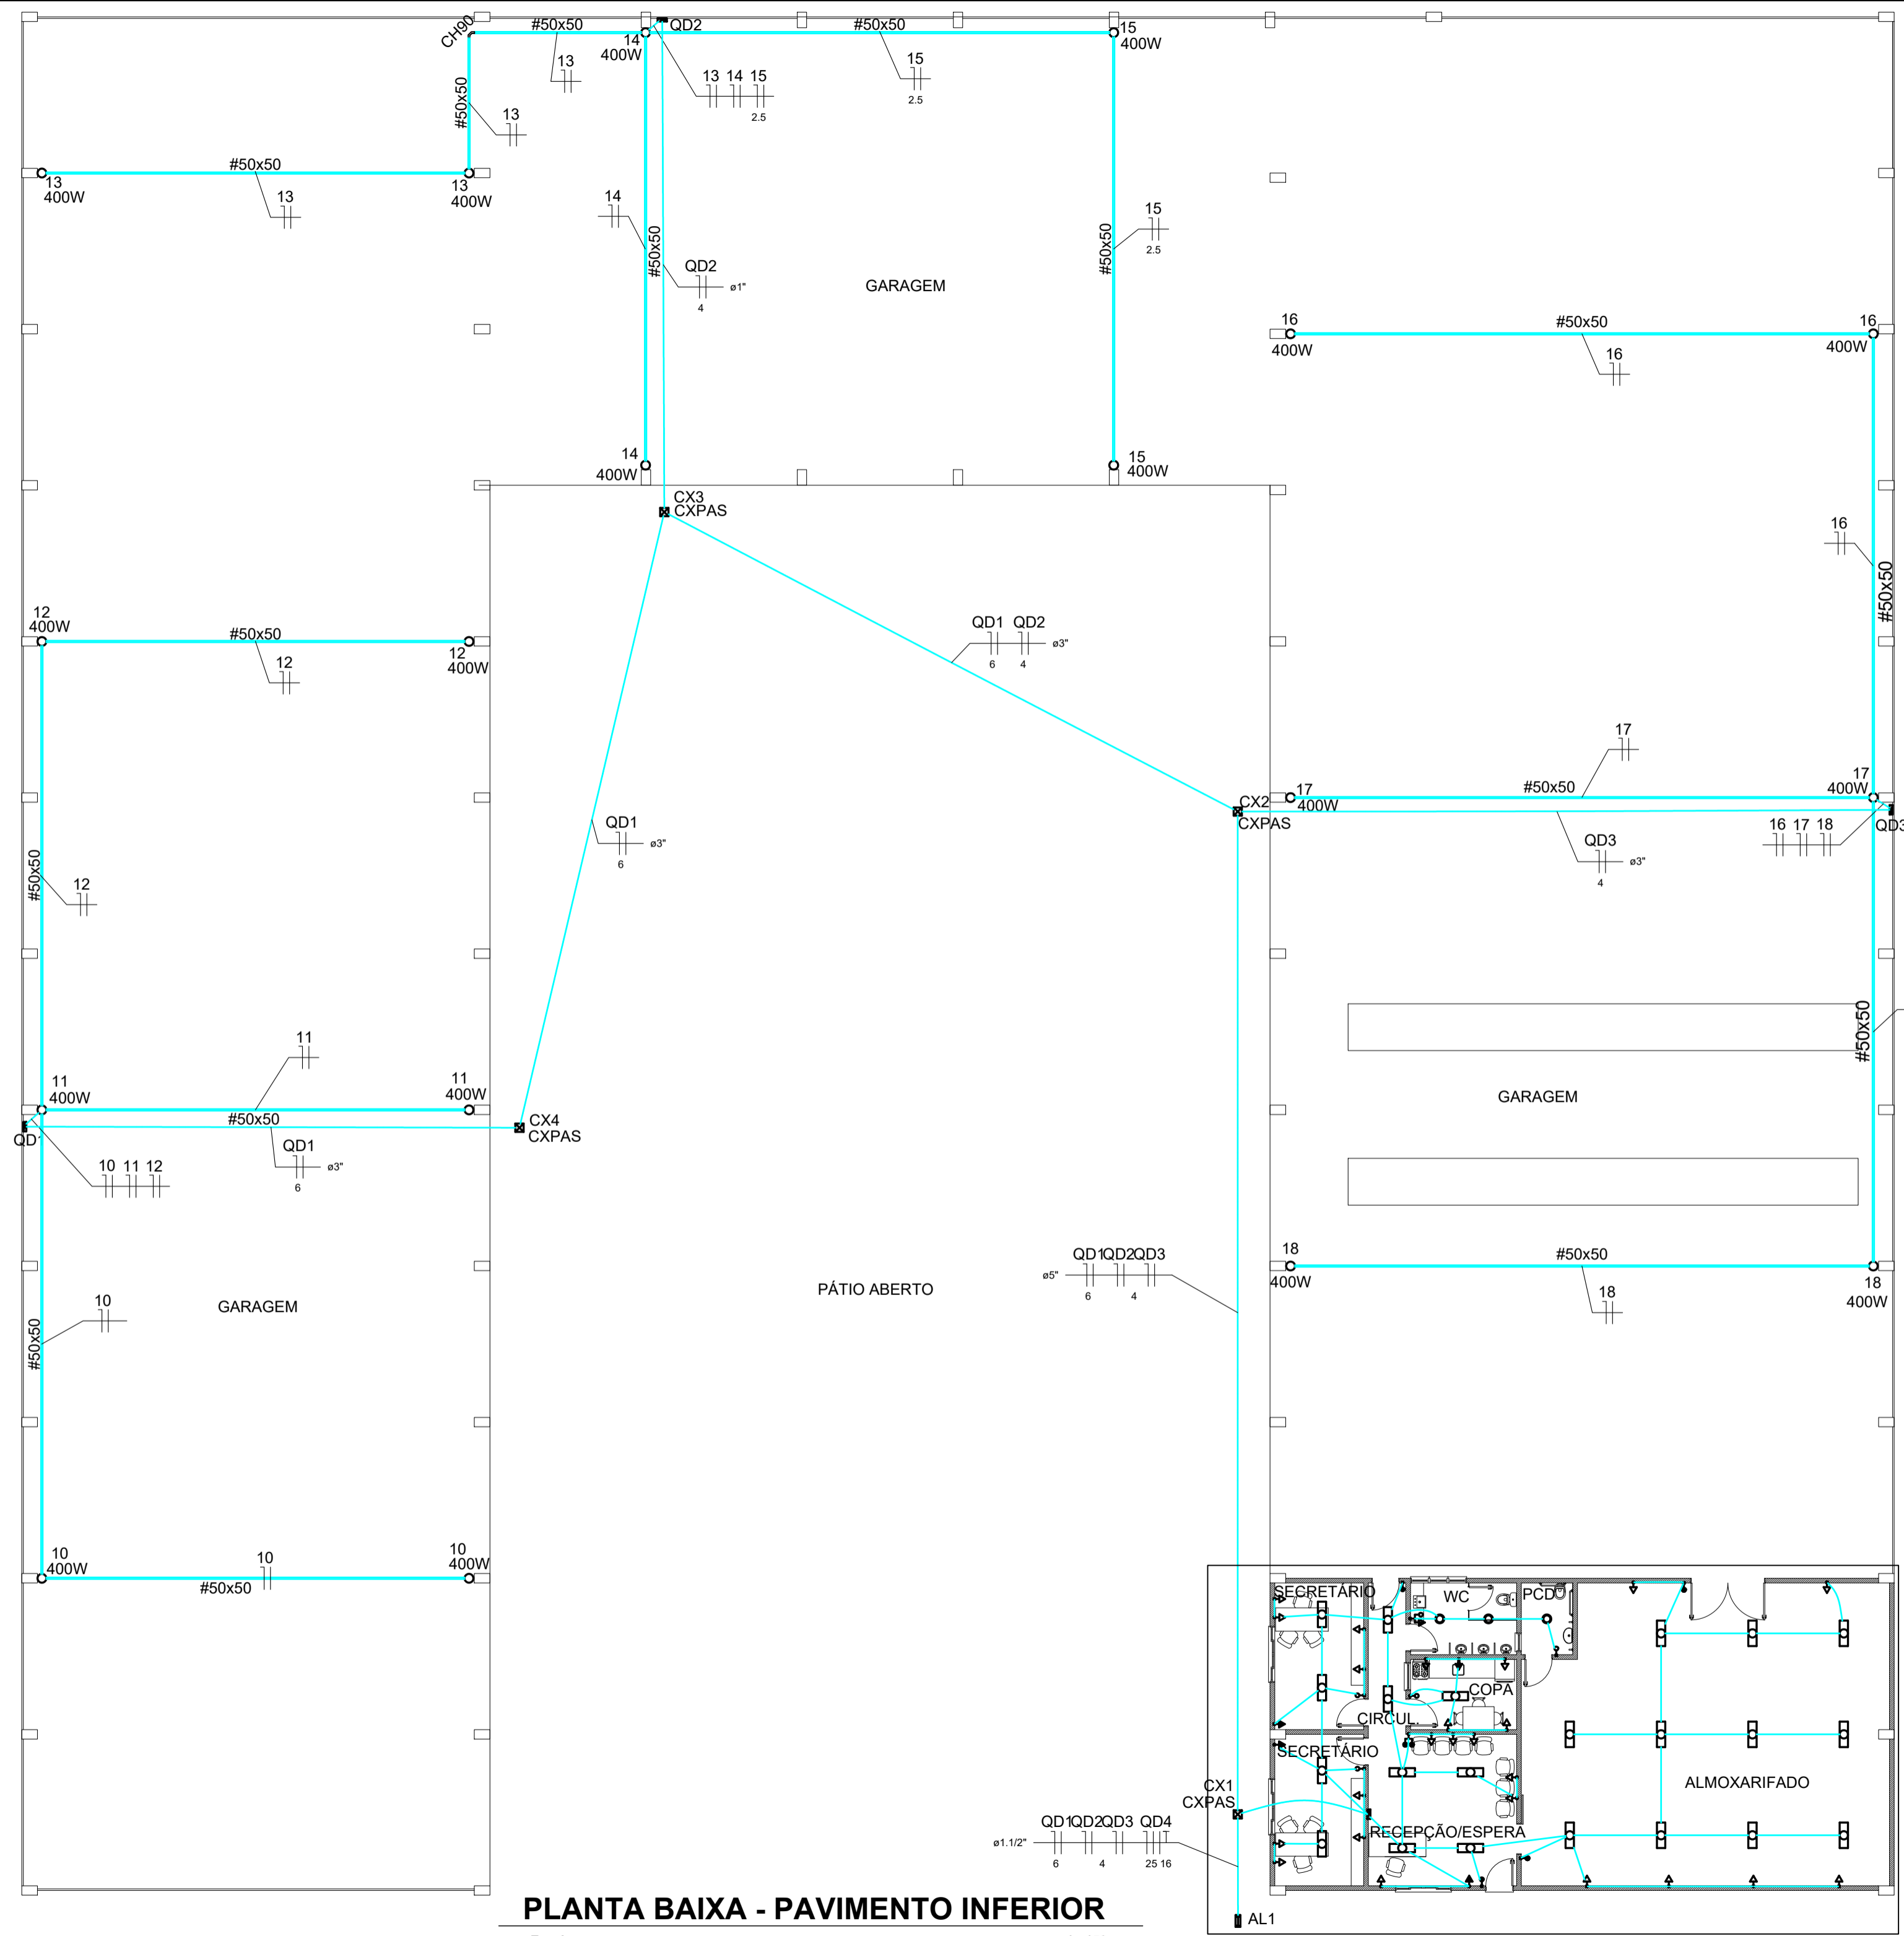 CH90
#50x50
QD2
#50x50
15
14
400W
400W
13
15
2.5
13 14 15
2.5
#50x50
13
#50x50
13
400W
13
13
400W
14
#50x50
15
2.5
#50x50
QD2
ø1"
4
GARAGEM
16
400W
#50x50
16
400W
16
14
400W
15
400W
CX3
CXPAS
16
#50x50
12
400W
#50x50
12
400W
12
QD1 QD2
ø3"
6 4
17
#50x50
17
400W
17
400W
CX2
CXPAS
QD3
16 17 18
QD3
ø3"
4
QD1
ø3"
6
#50x50
12
#50x50
11
11
400W
11
400W
#50x50
QD1
CX4
CXPAS
QD1
ø3"
6
10 11 12
GARAGEM
QD1QD2QD3
ø5"
6 4
18
400W
#50x50
18
18
400W
PÁTIO ABERTO
10
GARAGEM
#50x50
10
400W
10
#50x50
10
400W
SECRETÁRIO
WC
PCD
COPA
CIRCUL.
SECRETÁRIO
ALMOXARIFADO
CX1
CXPAS
RECEPÇÃO/ESPERA
QD1QD2QD3 QD4
ø1.1/2"
6 4 25 16
PLANTA BAIXA - PAVIMENTO INFERIOR
AL1